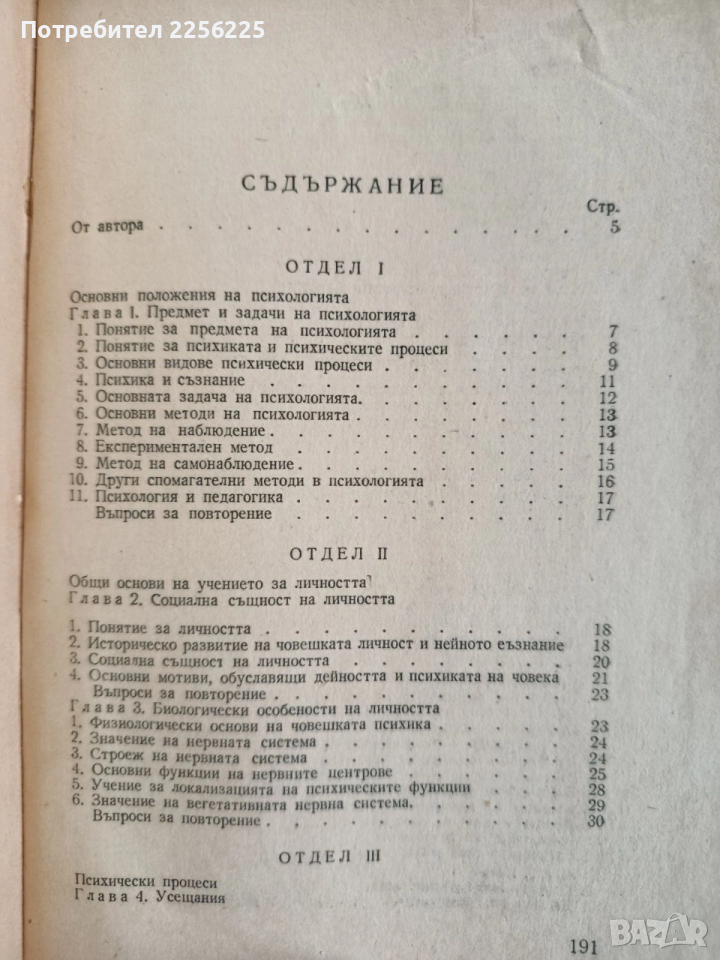 Потребител 2256225
СЪДЪРЖАНИЕ
Стр.
От автора . . . . . . . . . . . . . . . 5
ОТДЕЛ I
Основни положения на психологията
Глава 1. Предмет и задачи на психологията
1. Понятие за предмета на психологията . . . . . . 7
2. Понятие за психиката и психическите процеси . . . . 8
3. Основни видове психически процеси . . . . . . . 9
4. Психика и съзнание . . . . . . . . . . . 11
5. Основната задача на психологията. . . . . . . . 12
6. Основни методи на психологията . . . . . . . . 13
7. Метод на наблюдение . . . . . . . . . . 13
8. Експериментален метод . . . . . . . . . 14
9. Метод на самонаблюдение . . . . . . . . . 15
10. Други спомагателни методи в психологията . . . . . 16
11. Психология и педагогика . . . . . . . . . 17
Въпроси за повторение . . . . . . . . . 17
ОТДЕЛ II
Общи основи на учението за личността
Глава 2. Социална същност на личността
1. Понятие за личността . . . . . . . . . . 18
2. Историческо развитие на човешката личност и нейното еъзнание 18
3. Социална същност на личността . . . . . . . . 20
4. Основни мотиви, обуславящи дейността и психиката на човека 21
Въпроси за повторение . . . . . . . . . . 23
Глава 3. Биологически особености на личността
1. Физиологически основи на човешката психика . . . . . 23
2. Значение на нервната система . . . . . . . . 24
3. Строеж на нервната система . . . . . . . . 24
4. Основни функции на нервните центрове . . . . . . 25
5. Учение за локализацията на психическите функции . . . 28
6. Значение на вегетативната нервна система. . . . . . 29
Въпроси за повторение . . . . . . . . . . 30
ОТДЕЛ III
Психически процеси
Глава 4. Усещания
191
BAZAR